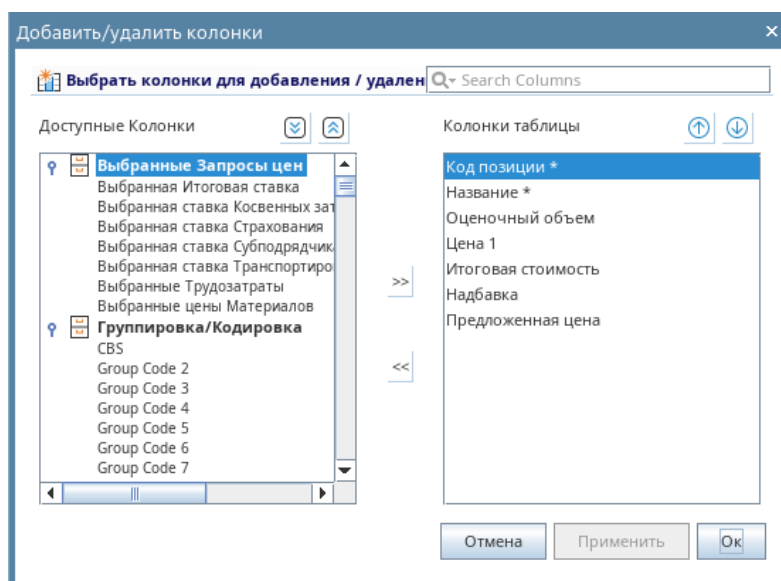 Добавить/удалить колонки
Выбрать колонки для добавления / удален
Search Columns
Доступные Колонки
Выбранные Запросы цен
Выбранная Итоговая ставка
Выбранная ставка Косвенных зат
Выбранная ставка Страхования
Выбранная ставка Субподрядчик
Выбранная ставка Транспортиро
Выбранные Трудозатраты
Выбранные цены Материалов
Группировка/Кодировка
CBS
Group Code 2
Group Code 3
Group Code 4
Group Code 5
Group Code 6
Group Code 7
>>
<<
Колонки таблицы
Код позиции *
Название *
Оценочный объем
Цена 1
Итоговая стоимость
Надбавка
Предложенная цена
Отмена
Применить
Ок